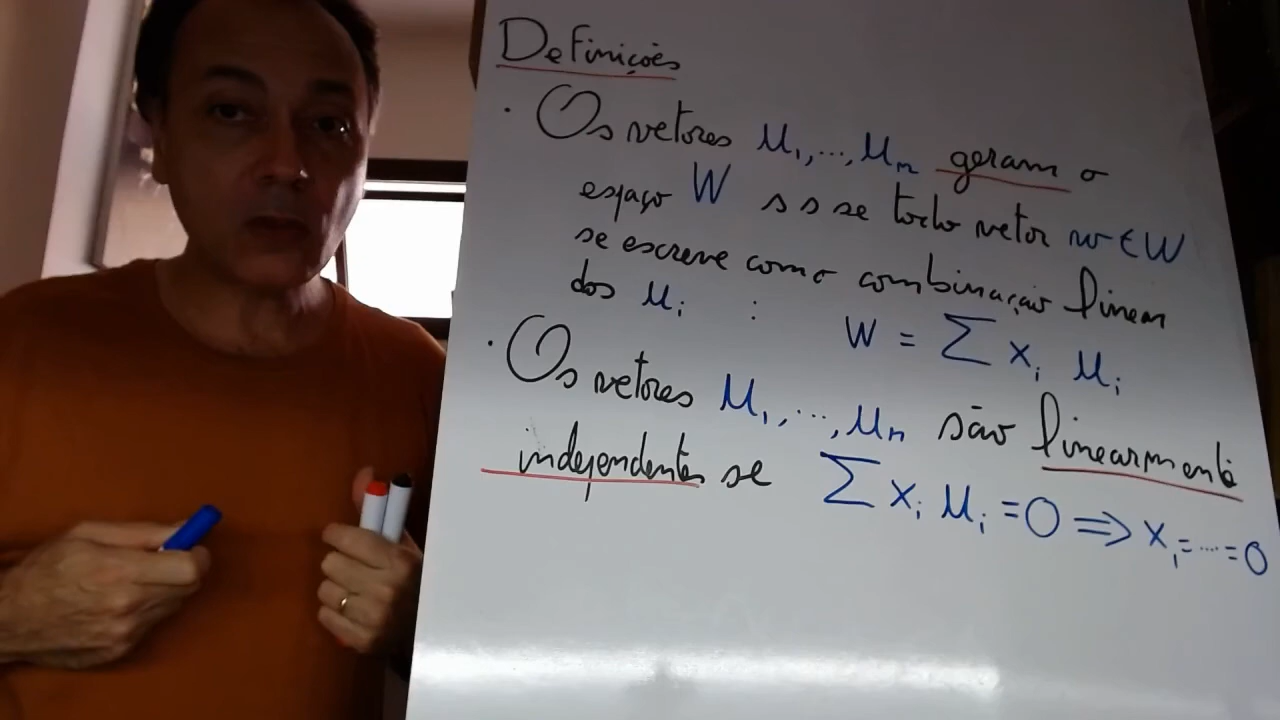 Definições
· Os vetores u₁,...,uₙ geram o
espaço W s s se todo vetor w ∈ W
se escreve como combinação linear
dos uᵢ : W = ∑ xᵢ uᵢ
· Os vetores u₁,...,uₙ são linearmente
independentes se ∑ xᵢ uᵢ = 0 ⇒ x₁=...=0